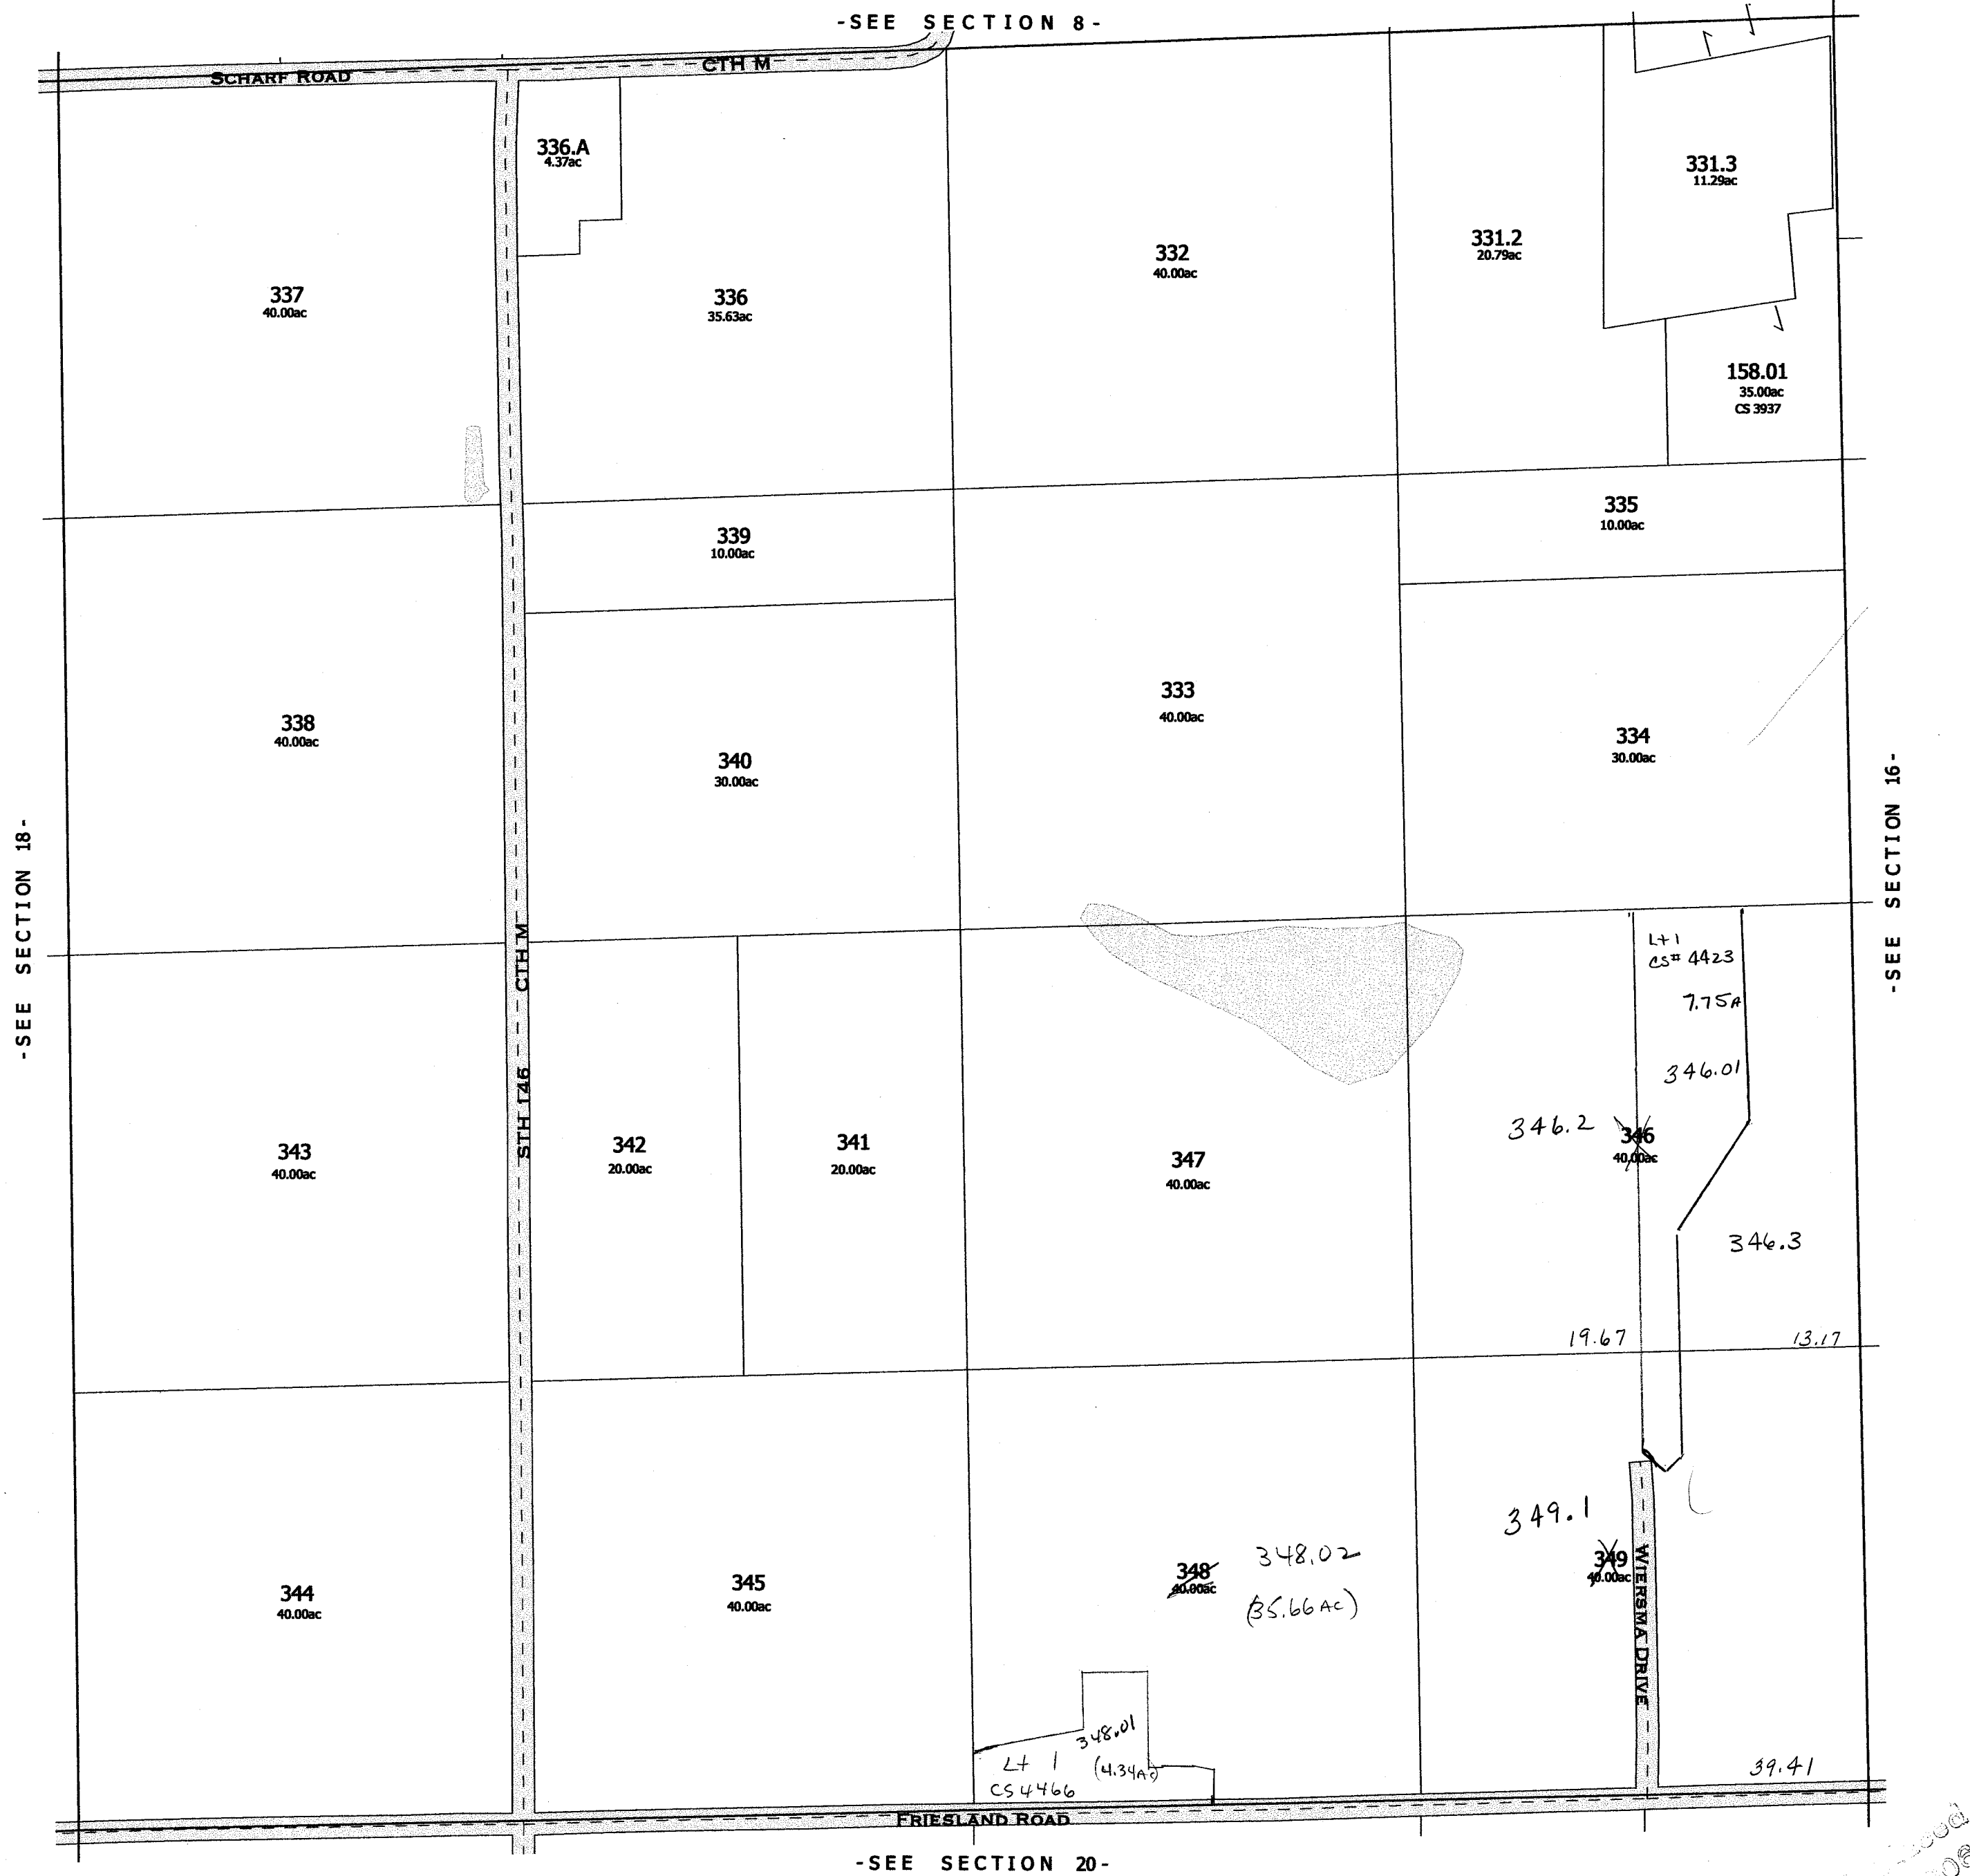 -SEE SECTION 8-
SCHARF ROAD
CTH M
336.A
4.37ac
331.3
11.29ac
331.2
20.79ac
332
40.00ac
337
40.00ac
336
35.63ac
158.01
35.00ac
CS 3937
335
10.00ac
339
10.00ac
333
40.00ac
338
40.00ac
334
30.00ac
340
30.00ac
-SEE SECTION 18-
-SEE SECTION 16-
CTH M
STH 146
Lt 1
CS# 4423
7.75A
346.01
346.2
346
40.00ac
343
40.00ac
342
20.00ac
341
20.00ac
347
40.00ac
346.3
19.67
13.17
349.1
349
40.00ac
WIERSMA DRIVE
348
40.00ac
348.02
(35.66 AC)
344
40.00ac
345
40.00ac
348.01
(4.34Ac)
Lt 1
CS 4466
39.41
FRIESLAND ROAD
-SEE SECTION 20-